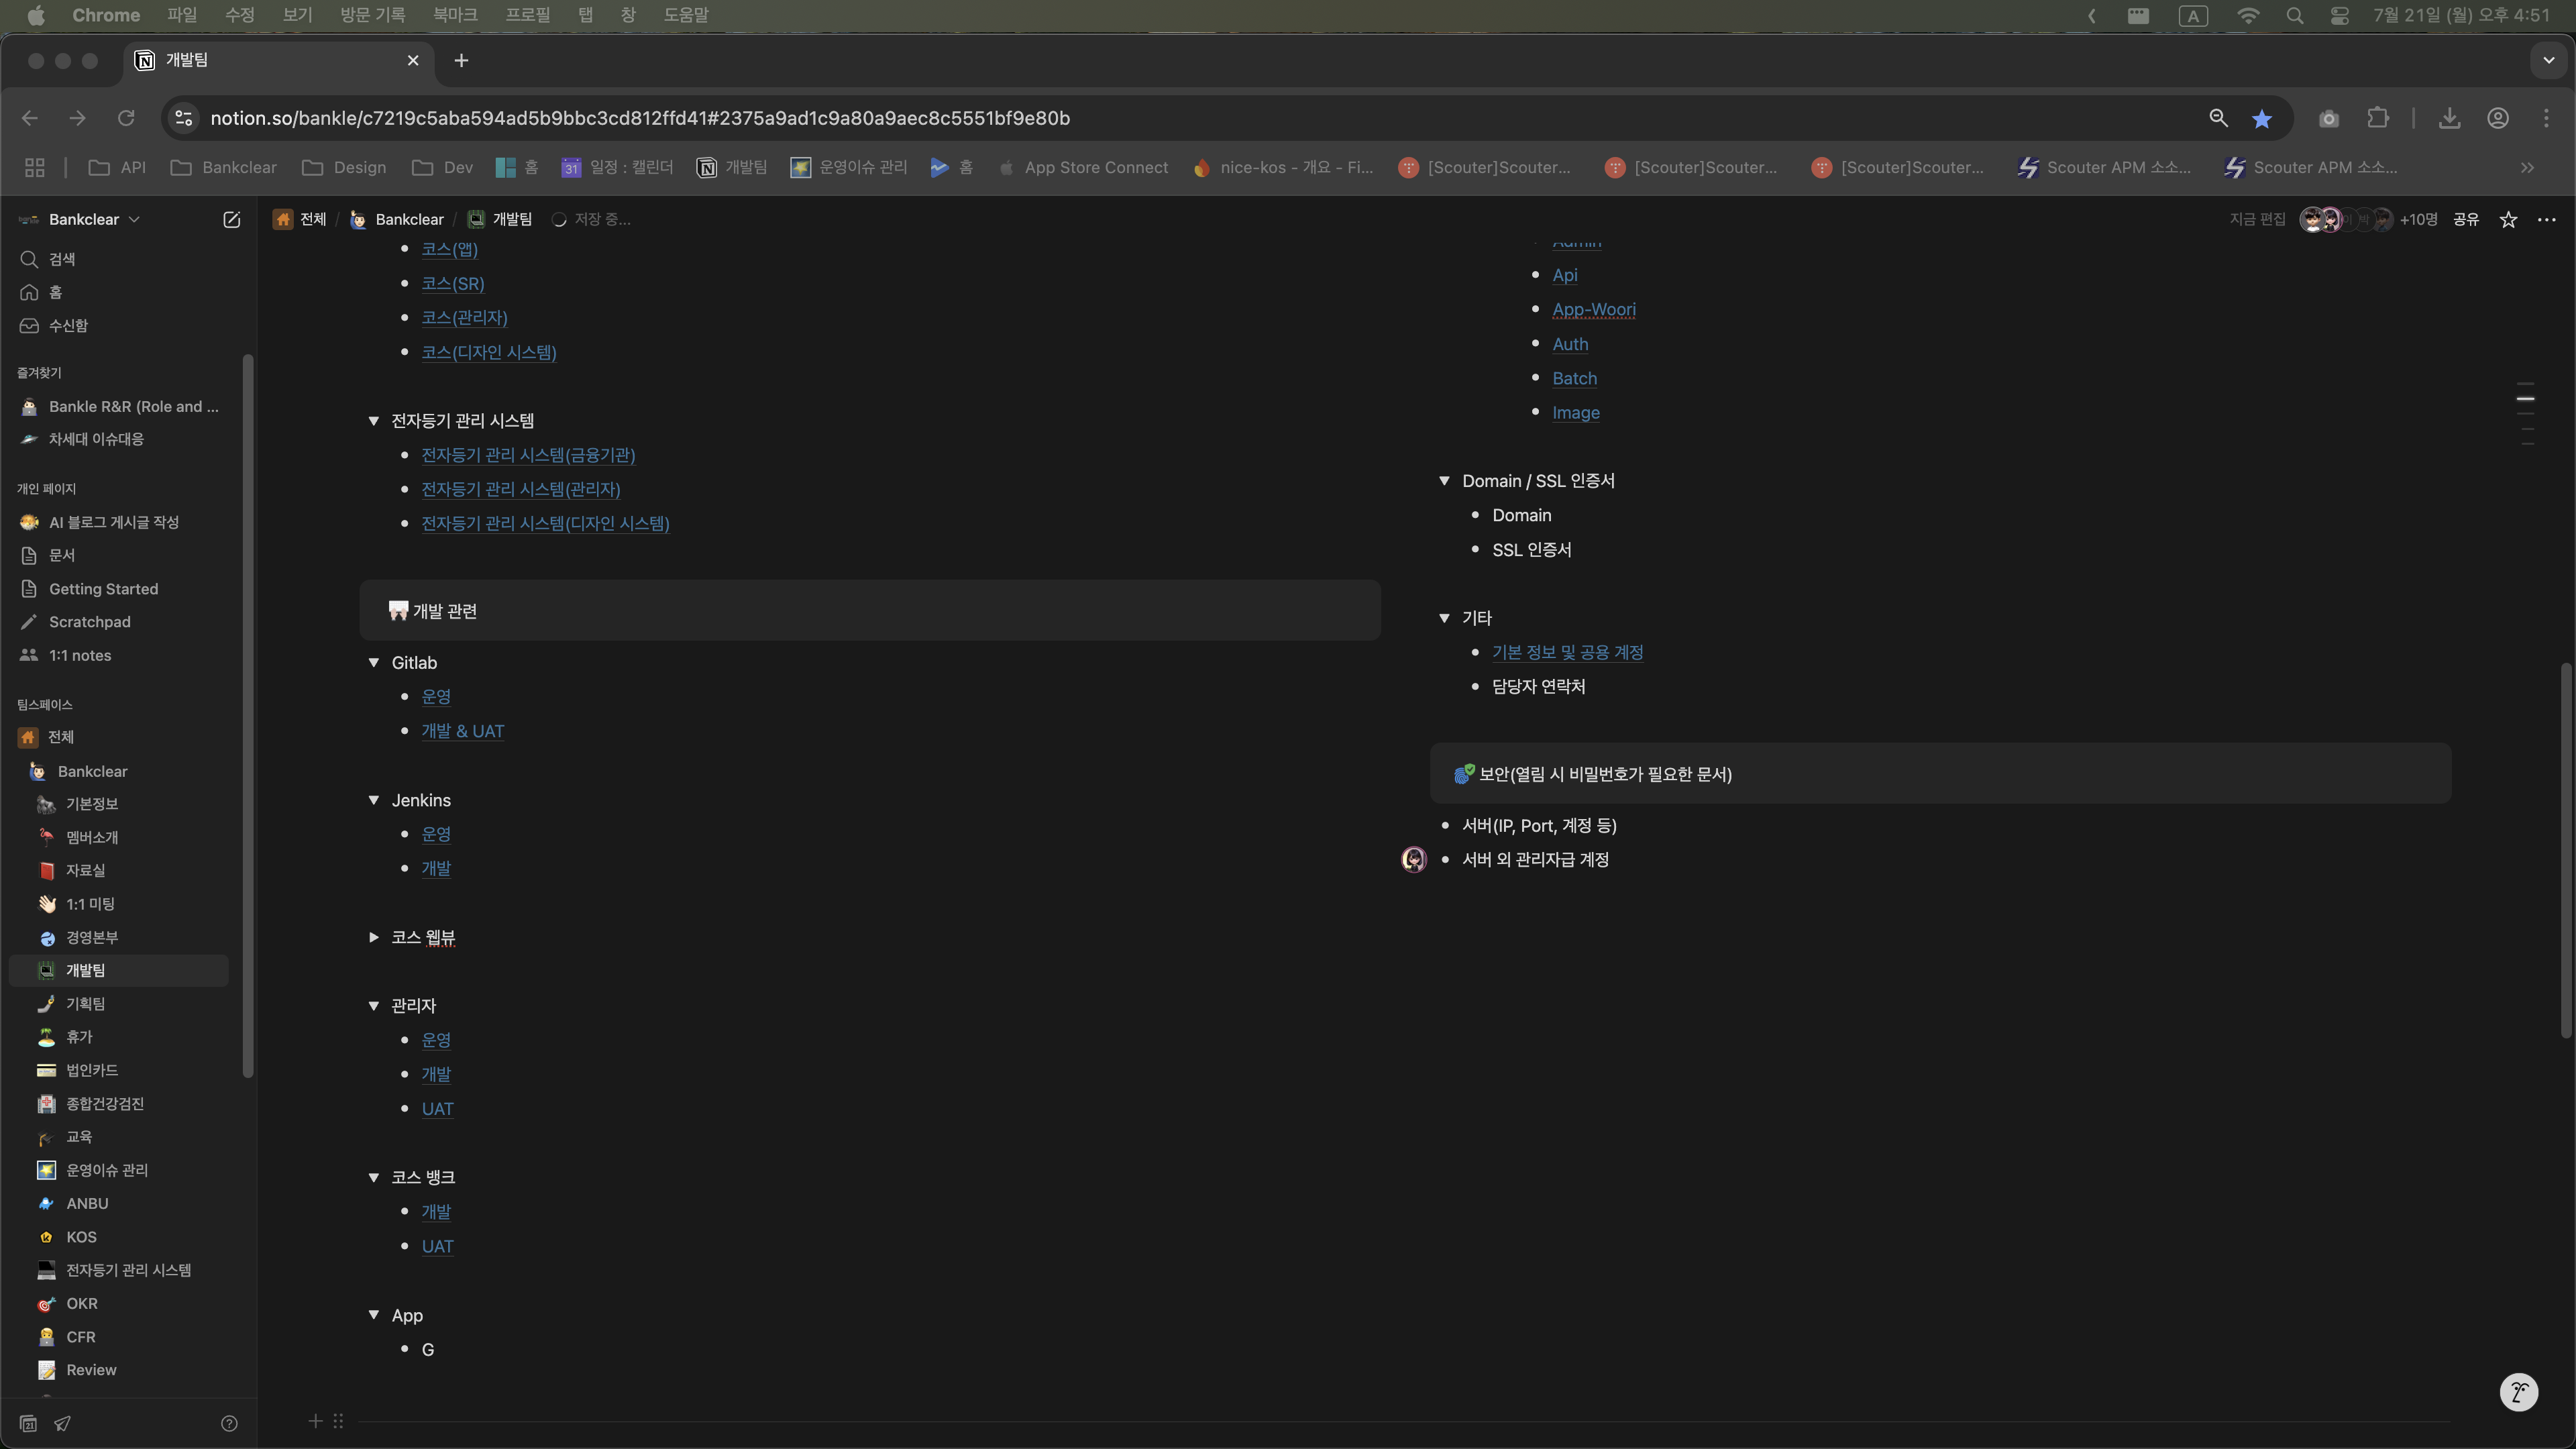 Chrome 파일 수정 보기 방문 기록 북마크 프로필 탭 창 도움말
A 7월 21일 (월) 오후 4:51
개발팀
notion.so/bankle/c7219c5aba594ad5b9bbc3cd812ffd41#2375a9ad1c9a80a9aec8c5551bf9e80b
API Bankclear Design Dev 홈 31 일정 : 캘린더 개발팀 운영이슈 관리 홈 App Store Connect nice-kos - 개요 - Fi... [Scouter]Scouter... [Scouter]Scouter... [Scouter]Scouter... Scouter APM 소소... Scouter APM 소소...
Bankclear
검색
홈
수신함
즐겨찾기
Bankle R&R (Role and ...
차세대 이슈대응
개인 페이지
AI 블로그 게시글 작성
문서
Getting Started
Scratchpad
1:1 notes
팀스페이스
전체
Bankclear
기본정보
멤버소개
자료실
1:1 미팅
경영본부
개발팀
기획팀
휴가
법인카드
종합건강검진
교육
운영이슈 관리
ANBU
KOS
전자등기 관리 시스템
OKR
CFR
Review
전체 / Bankclear / 개발팀 저장 중...
지금 편집 +10명 공유
코스(앱)
코스(SR)
코스(관리자)
코스(디자인 시스템)
전자등기 관리 시스템
전자등기 관리 시스템(금융기관)
전자등기 관리 시스템(관리자)
전자등기 관리 시스템(디자인 시스템)
개발 관련
Gitlab
운영
개발 & UAT
Jenkins
운영
개발
코스 웹뷰
관리자
운영
개발
UAT
코스 뱅크
개발
UAT
App
G
Admin
Api
App-Woori
Auth
Batch
Image
Domain / SSL 인증서
Domain
SSL 인증서
기타
기본 정보 및 공용 계정
담당자 연락처
보안(열림 시 비밀번호가 필요한 문서)
서버(IP, Port, 계정 등)
서버 외 관리자급 계정